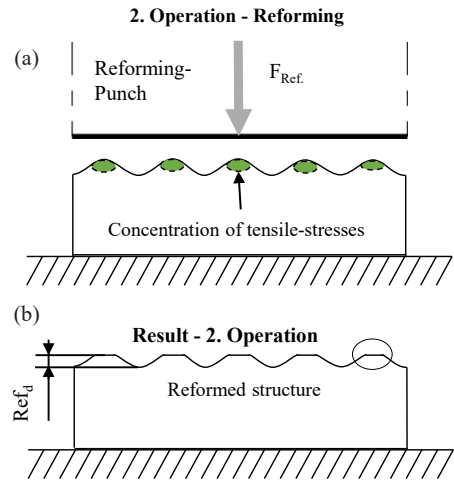 2. Operation - Reforming
(a)
Reforming-
Punch
F_Ref.
Concentration of tensile-stresses
(b)
Result - 2. Operation
Ref_d
Reformed structure